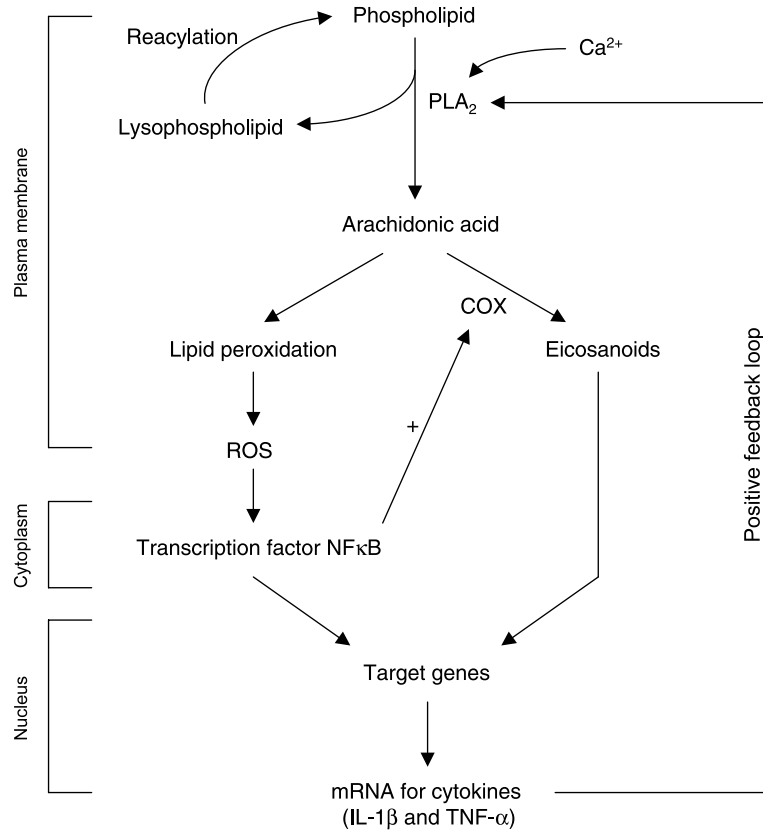 Phospholipid
Reacylation
Ca²⁺
PLA₂
Lysophospholipid
Plasma membrane
Arachidonic acid
COX
Lipid peroxidation
Eicosanoids
Positive feedback loop
+
ROS
Cytoplasm
Transcription factor NFκB
Nucleus
Target genes
mRNA for cytokines
(IL-1β and TNF-α)